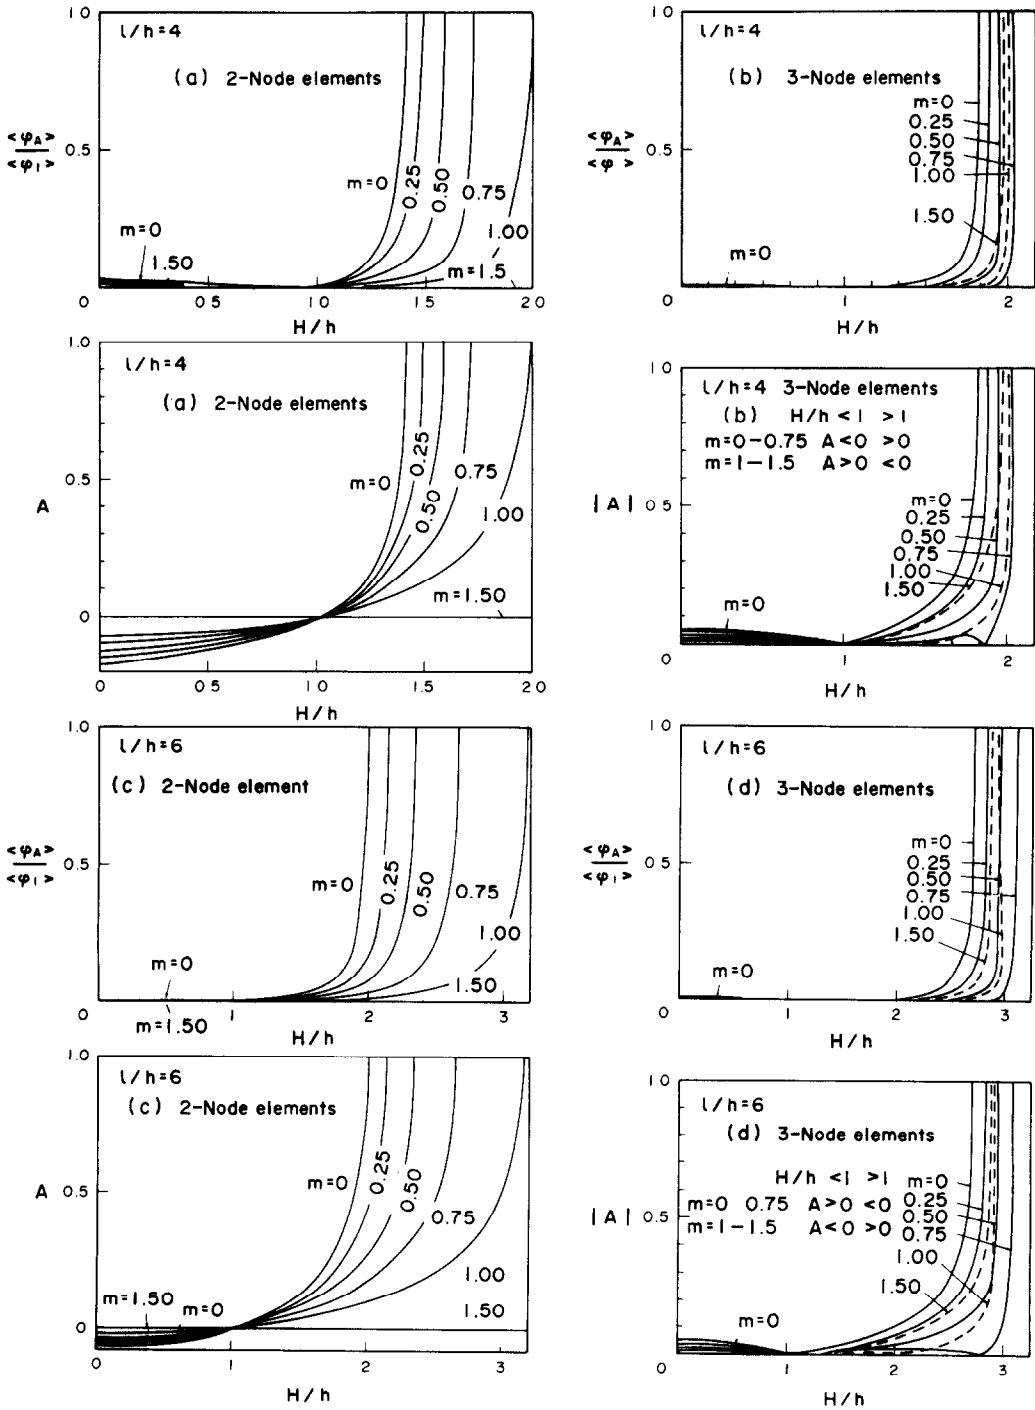 1.0
l/h=4
(a) 2-Node elements
<φA>
<φI>
0.5
m=0
0.25
0.50
0.75
1.00
m=0
1.50
m=1.5
0
0.5
1.0
1.5
2.0
H/h
1.0
l/h=4
(b) 3-Node elements
<φA>
<φ >
0.5
m=0
0.25
0.50
0.75
1.00
1.50
m=0
0
1
2
H/h
1.0
l/h=4
(a) 2-Node elements
A
0.5
0
m=0
0.25
0.50
0.75
1.00
m=1.50
0
0.5
1.0
1.5
2.0
H/h
1.0
l/h=4 3-Node elements
(b) H/h <1 >1
m=0-0.75 A<0 >0
m=1-1.5 A>0 <0
|A|
0.5
m=0
0.25
0.50
0.75
1.00
1.50
m=0
0
1
2
H/h
1.0
l/h=6
(c) 2-Node element
<φA>
<φI>
0.5
m=0
0.25
0.50
0.75
1.00
1.50
m=0
m=1.50
0
1
2
3
H/h
1.0
l/h=6
(d) 3-Node elements
<φA>
<φI>
0.5
m=0
0.25
0.50
0.75
1.00
1.50
m=0
0
1
2
3
H/h
1.0
l/h=6
(c) 2-Node elements
A
0.5
0
m=0
0.25
0.50
0.75
1.00
1.50
m=1.50
m=0
0
1
2
3
H/h
1.0
l/h=6
(d) 3-Node elements
H/h <1 >1
m=0 0.75 A>0 <0
m=1-1.5 A<0 >0
|A|
0.5
m=0
0.25
0.50
0.75
1.00
1.50
m=0
0
1
2
3
H/h